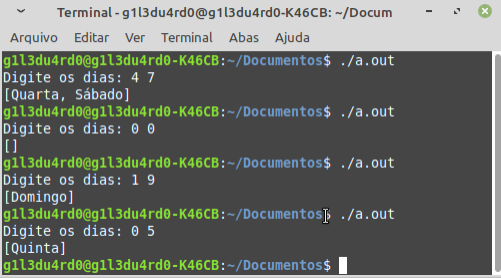 Terminal - g1l3du4rd0@g1l3du4rd0-K46CB: ~/Docum
Arquivo Editar Ver Terminal Abas Ajuda
g1l3du4rd0@g1l3du4rd0-K46CB:~/Documentos$ ./a.out
Digite os dias: 4 7
[Quarta, Sábado]
g1l3du4rd0@g1l3du4rd0-K46CB:~/Documentos$ ./a.out
Digite os dias: 0 0
[]
g1l3du4rd0@g1l3du4rd0-K46CB:~/Documentos$ ./a.out
Digite os dias: 1 9
[Domingo]
g1l3du4rd0@g1l3du4rd0-K46CB:~/Documentos$ ./a.out
Digite os dias: 0 5
[Quinta]
g1l3du4rd0@g1l3du4rd0-K46CB:~/Documentos$